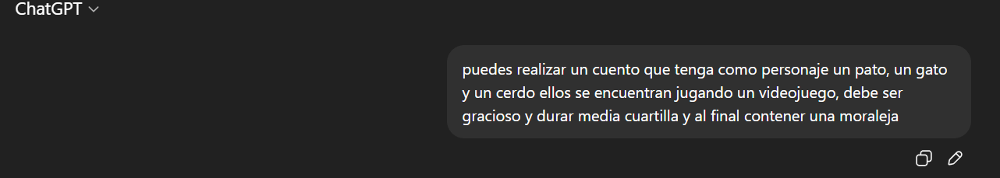 ChatGPT
puedes realizar un cuento que tenga como personaje un pato, un gato
y un cerdo ellos se encuentran jugando un videojuego, debe ser
gracioso y durar media cuartilla y al final contener una moraleja